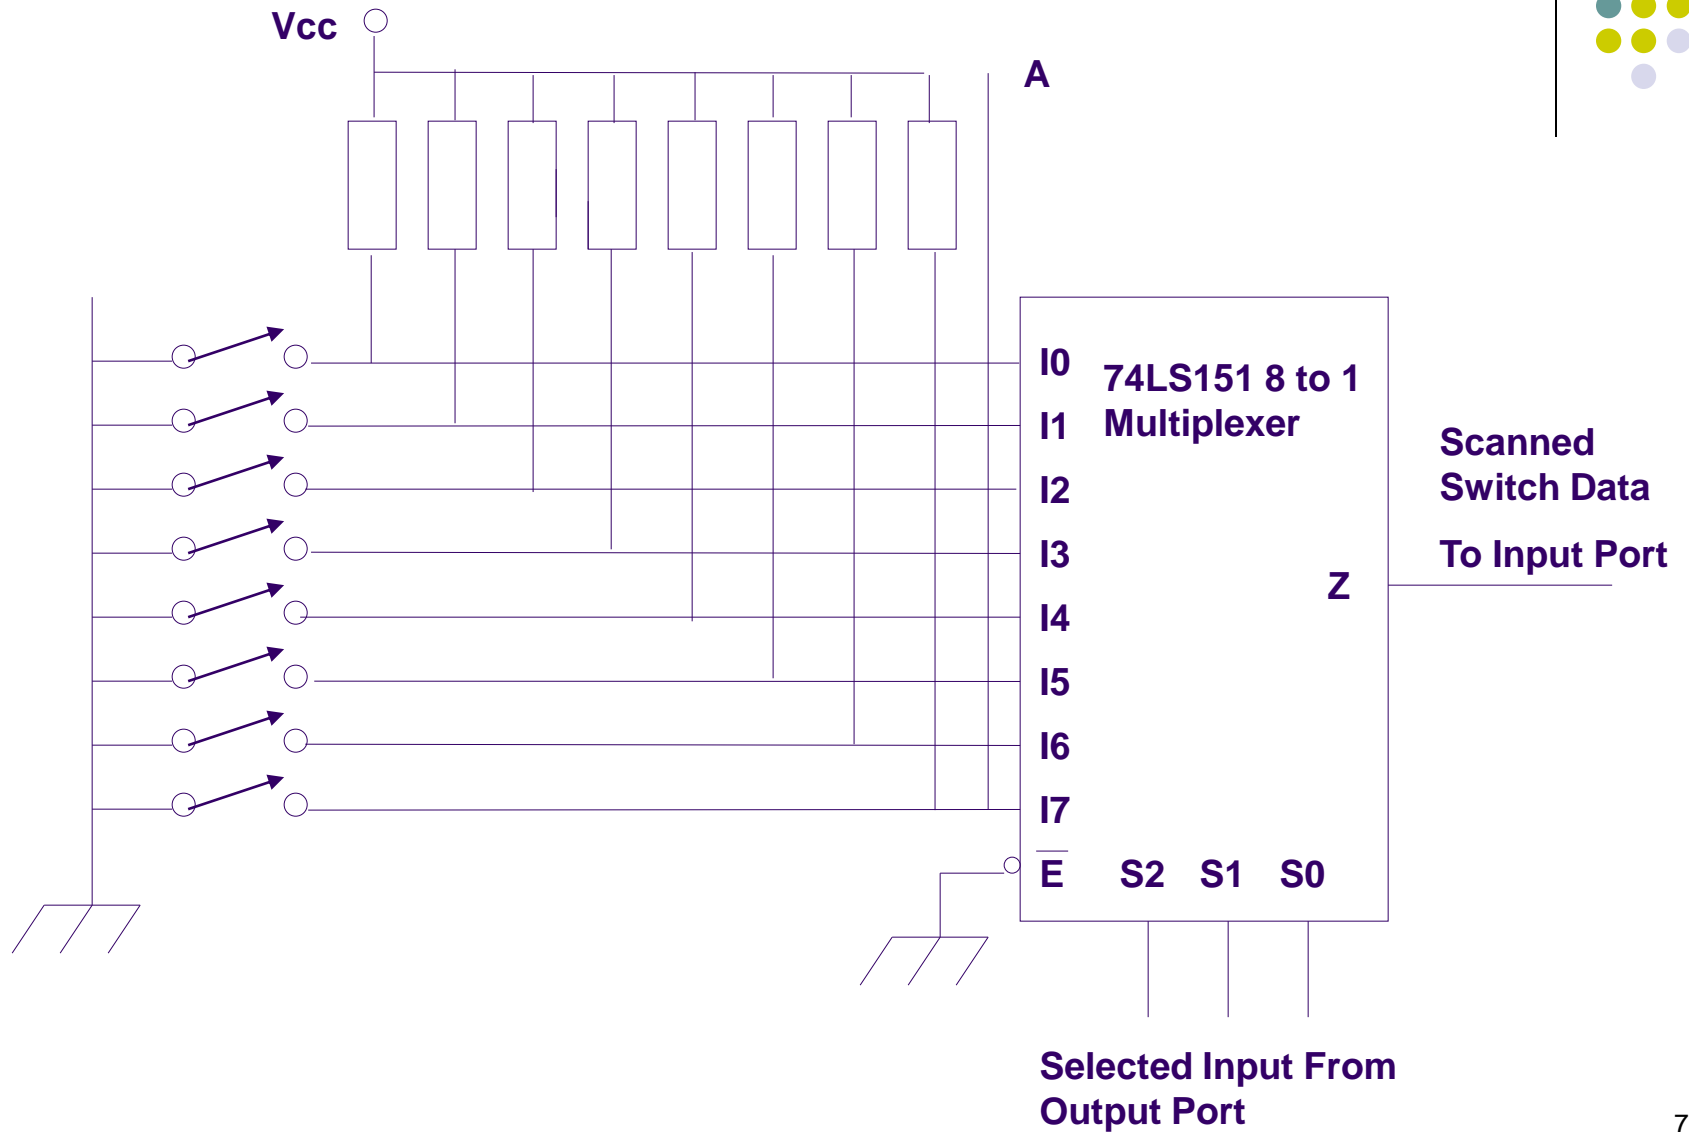 Vcc
A
I0
74LS151 8 to 1
Multiplexer
I1
I2
I3
I4
I5
I6
I7
Z
Scanned
Switch Data
To Input Port
E̅ S2 S1 S0
Selected Input From
Output Port
7